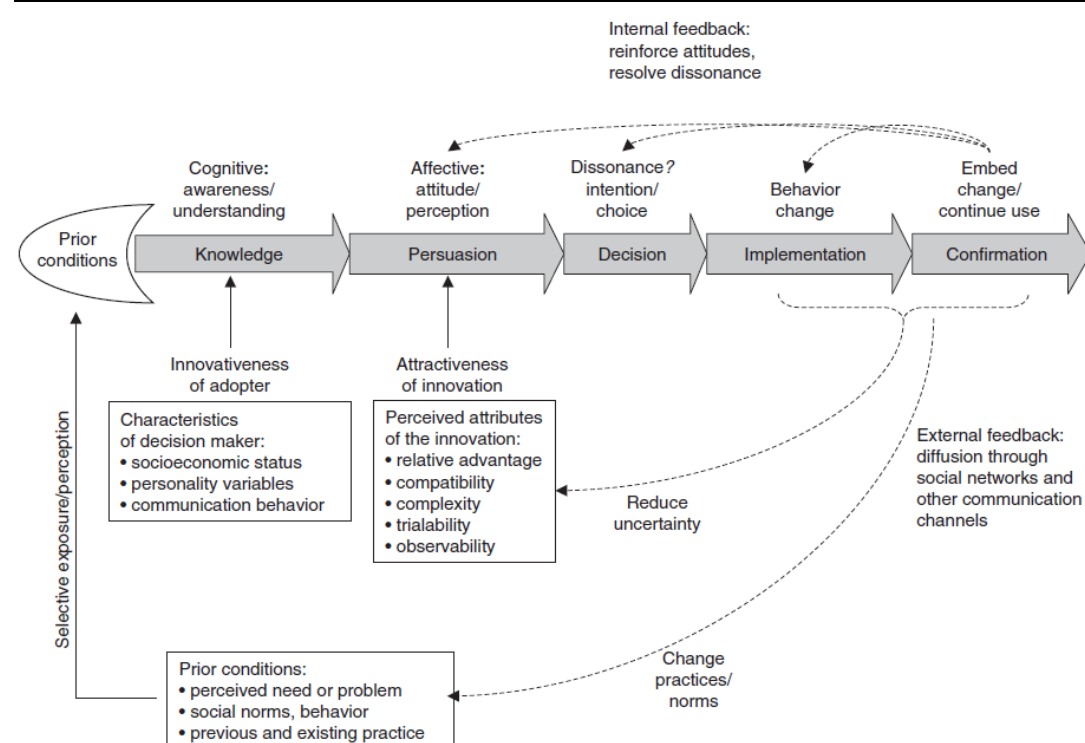 Internal feedback:
reinforce attitudes,
resolve dissonance
Cognitive:
awareness/
understanding
Affective:
attitude/
perception
Dissonance?
intention/
choice
Behavior
change
Embed
change/
continue use
Prior
conditions
Knowledge
Persuasion
Decision
Implementation
Confirmation
Innovativeness
of adopter
Attractiveness
of innovation
Characteristics
of decision maker:
• socioeconomic status
• personality variables
• communication behavior
Perceived attributes
of the innovation:
• relative advantage
• compatibility
• complexity
• trialability
• observability
Reduce
uncertainty
External feedback:
diffusion through
social networks and
other communication
channels
Selective exposure/perception
Change
practices/
norms
Prior conditions:
• perceived need or problem
• social norms, behavior
• previous and existing practice